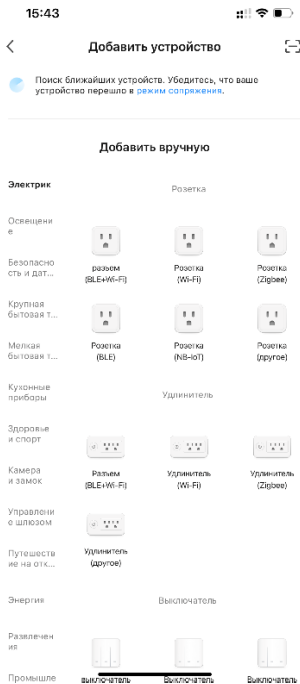 15:43
Добавить устройство
Поиск ближайших устройств. Убедитесь, что ваше
устройство перешло в режим сопряжения.
Добавить вручную
Электрик
Розетка
Освещени
е
разъем
(BLE+Wi-Fi)
Розетка
(Wi-Fi)
Розетка
(Zigbee)
Безопасно
сть и дат...
Крупная
бытовая т...
Розетка
(BLE)
Розетка
(NB-IoT)
Розетка
(другое)
Мелкая
бытовая т...
Кухонные
приборы
Удлинитель
Здоровье
и спорт
Разъем
(BLE+Wi-Fi)
Удлинитель
(Wi-Fi)
Удлинитель
(Zigbee)
Камера
и замок
Управлени
е шлюзом
Удлинитель
(другое)
Путешеств
ие на отк...
Энергия
Выключатель
Развлечен
ия
Промышле
выключатель
Выключатель
Выключатель